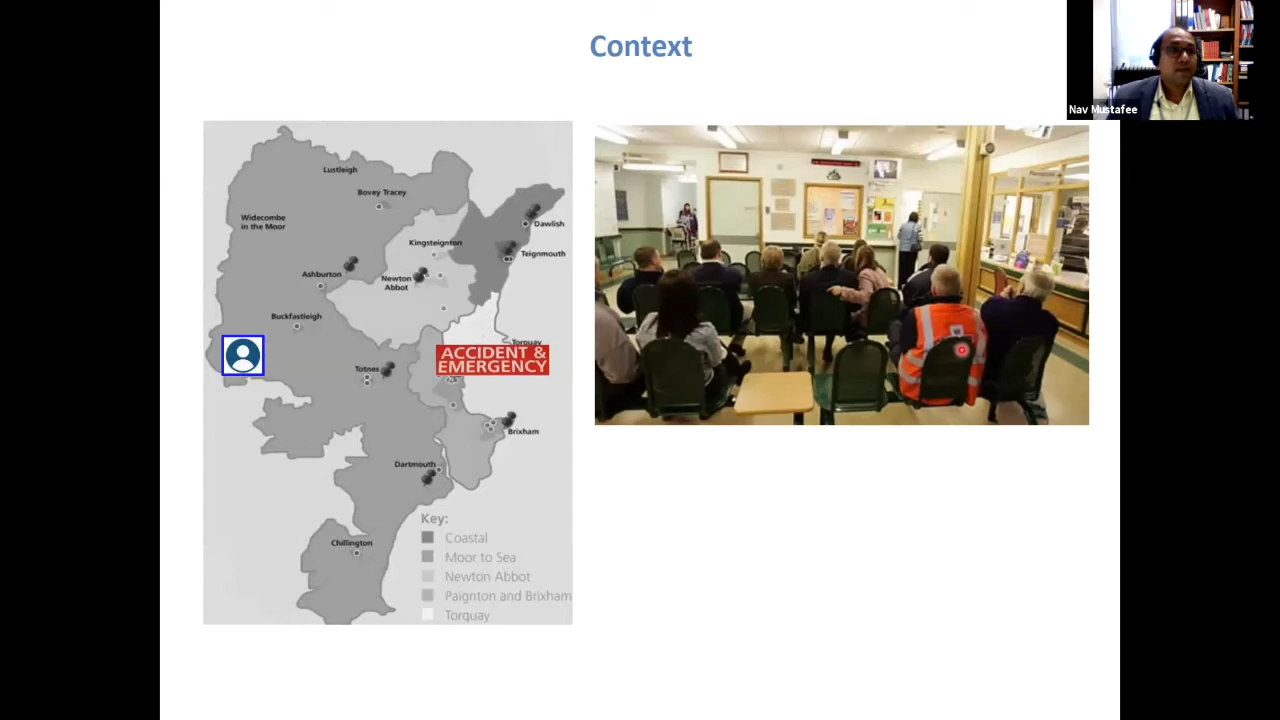 Context
Nav Mustafee
Lustleigh
Bovey Tracey
Widecombe
in the Moor
Dawlish
Kingsteignton
Teignmouth
Ashburton
Newton
Abbot
Buckfastleigh
Torquay
ACCIDENT &
EMERGENCY
Totnes
Brixham
Dartmouth
Chillington
Key:
Coastal
Moor to Sea
Newton Abbot
Paignton and Brixham
Torquay